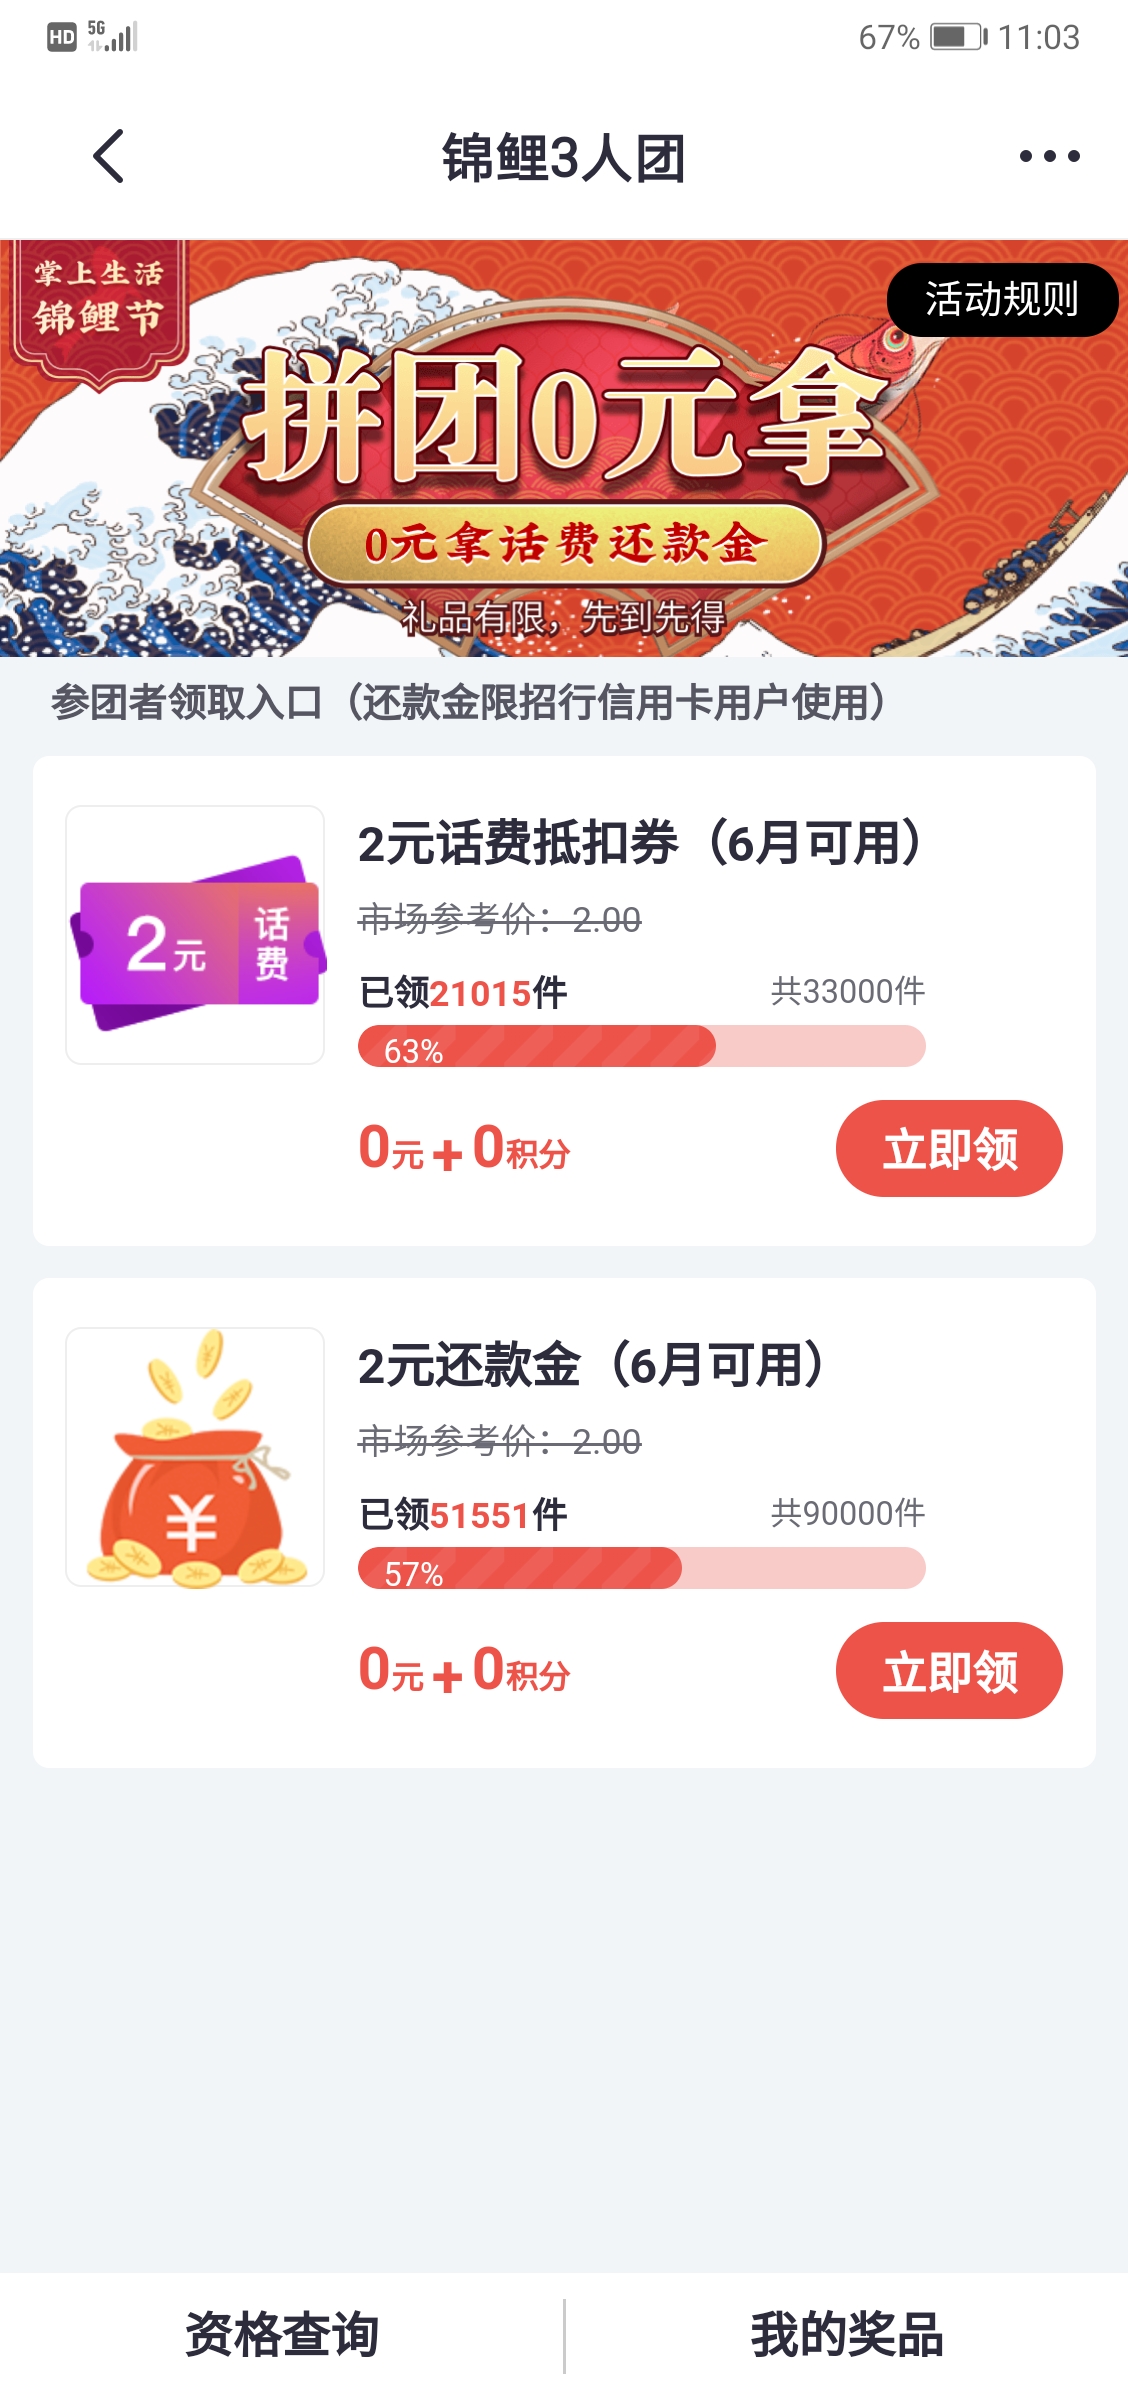 HD 5G 67% 11:03
锦鲤3人团
掌上生活
锦鲤节
活动规则
拼团0元拿
0元拿话费还款金
礼品有限，先到先得
参团者领取入口（还款金限招行信用卡用户使用）
2元话费抵扣券（6月可用）
2元 话费
市场参考价：2.00
已领21015件 共33000件
63%
0元+0积分 立即领
2元还款金（6月可用）
¥
市场参考价：2.00
已领51551件 共90000件
57%
0元+0积分 立即领
资格查询 我的奖品